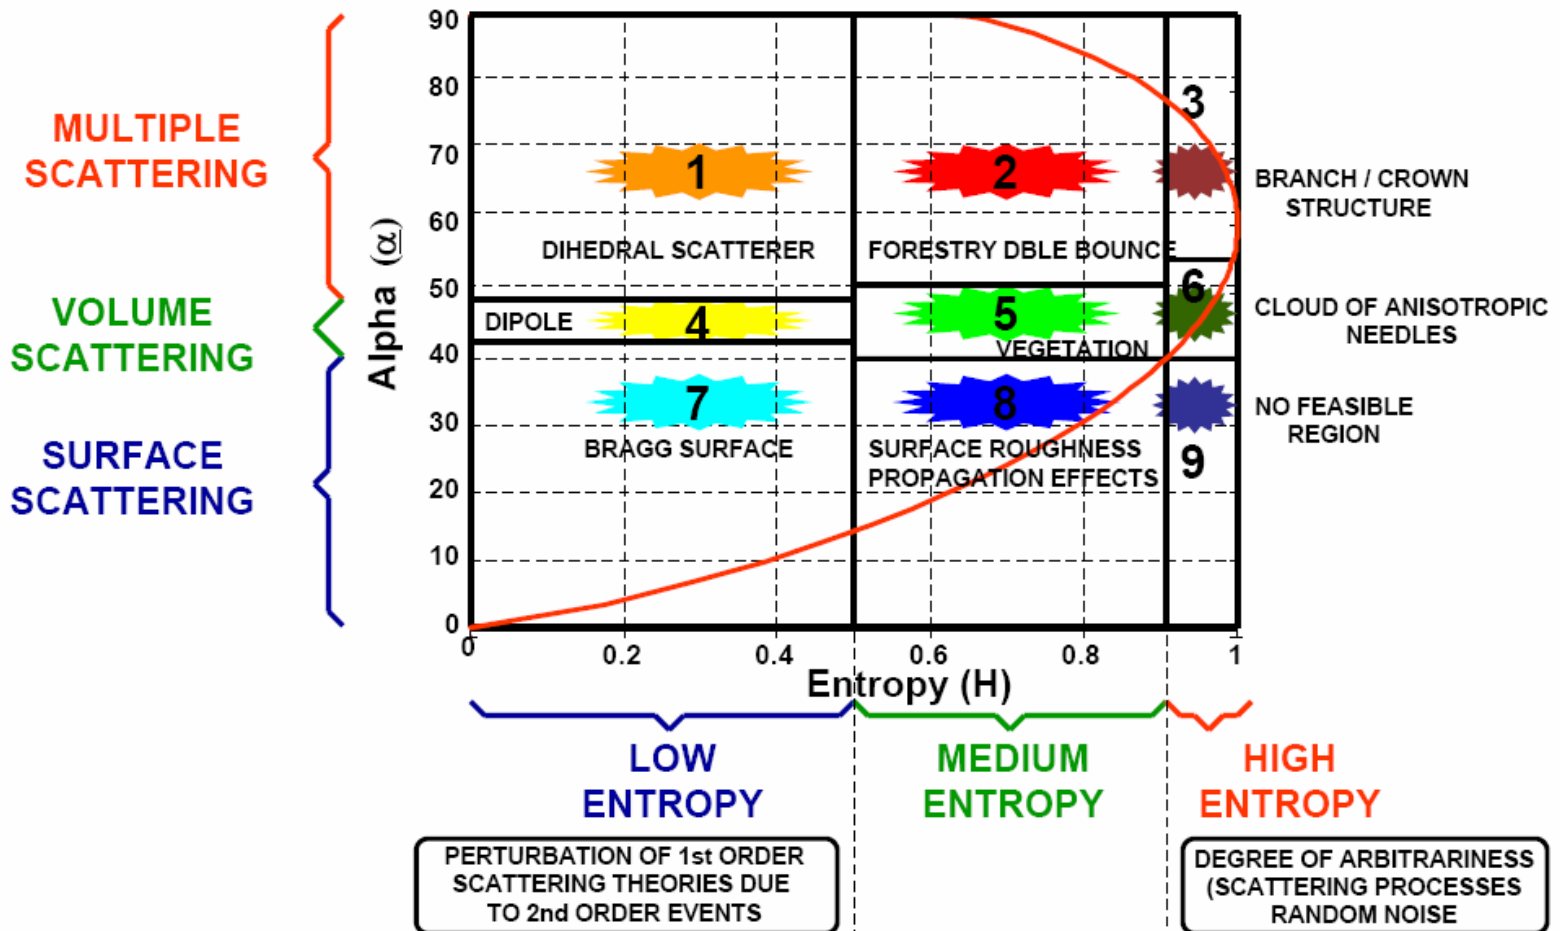 MULTIPLE
SCATTERING
VOLUME
SCATTERING
SURFACE
SCATTERING
Alpha (α)
90
80
70
60
50
40
30
20
10
0
1
2
3
BRANCH / CROWN
STRUCTURE
DIHEDRAL SCATTERER
FORESTRY DBLE BOUNCE
DIPOLE
4
5
6
VEGETATION
CLOUD OF ANISOTROPIC
NEEDLES
7
8
9
BRAGG SURFACE
SURFACE ROUGHNESS
PROPAGATION EFFECTS
NO FEASIBLE
REGION
0
0.2
0.4
0.6
0.8
1
Entropy (H)
LOW
ENTROPY
MEDIUM
ENTROPY
HIGH
ENTROPY
PERTURBATION OF 1st ORDER
SCATTERING THEORIES DUE
TO 2nd ORDER EVENTS
DEGREE OF ARBITRARINESS
(SCATTERING PROCESSES
RANDOM NOISE